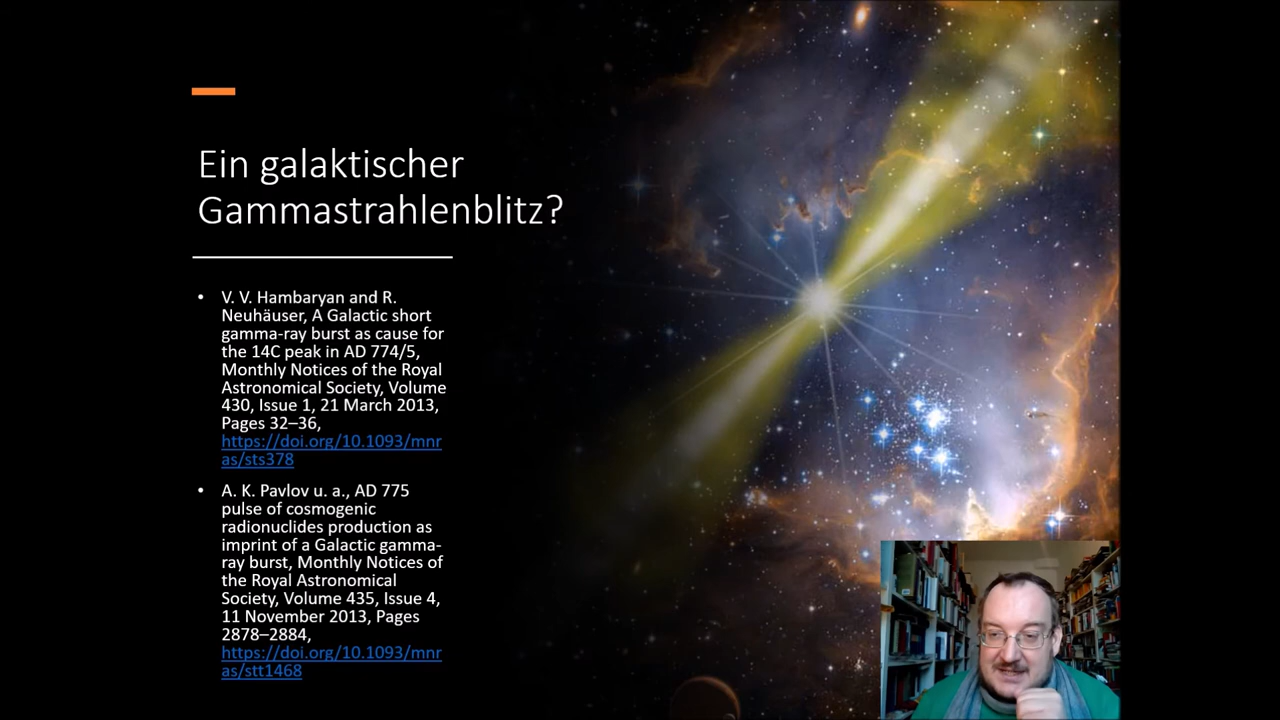 Ein galaktischer
Gammastrahlenblitz?
• V. V. Hambaryan and R.
Neuhäuser, A Galactic short
gamma-ray burst as cause for
the 14C peak in AD 774/5,
Monthly Notices of the Royal
Astronomical Society, Volume
430, Issue 1, 21 March 2013,
Pages 32–36,
https://doi.org/10.1093/mnr
as/sts378
• A. K. Pavlov u. a., AD 775
pulse of cosmogenic
radionuclides production as
imprint of a Galactic gamma-
ray burst, Monthly Notices of
the Royal Astronomical
Society, Volume 435, Issue 4,
11 November 2013, Pages
2878–2884,
https://doi.org/10.1093/mnr
as/stt1468